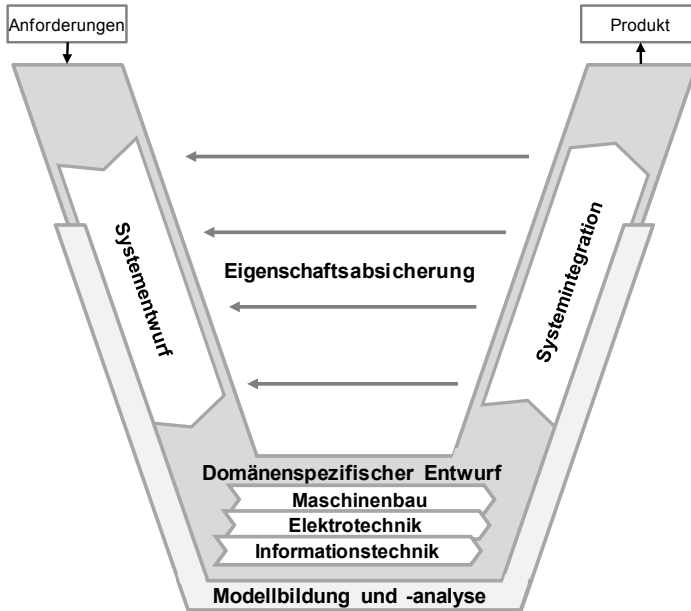 Anforderungen
Produkt
Systementwurf
Eigenschaftsabsicherung
Systemintegration
Domänenspezifischer Entwurf
Maschinenbau
Elektrotechnik
Informationstechnik
Modellbildung und -analyse